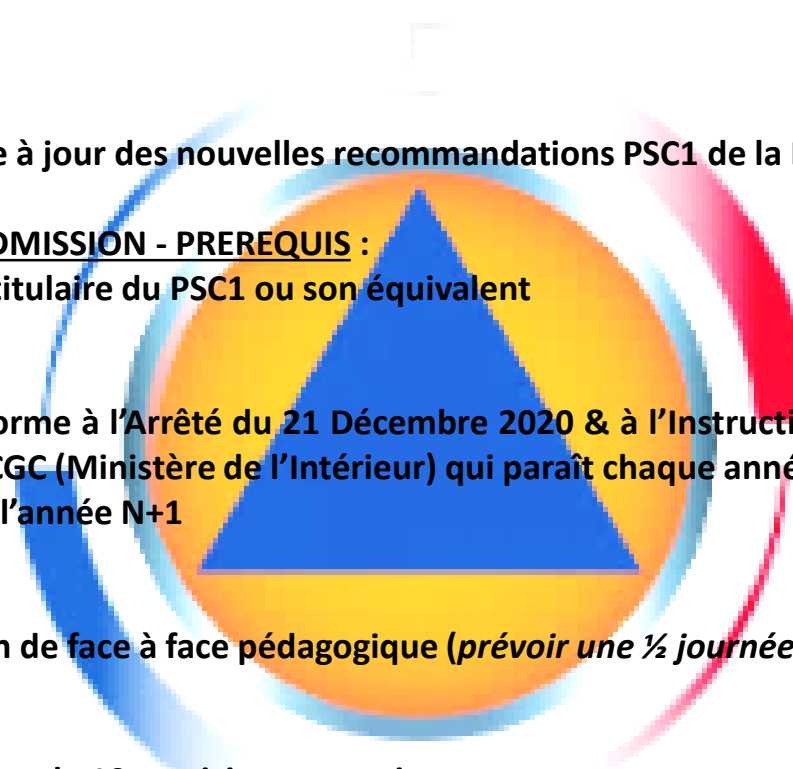 e à jour des nouvelles recommandations PSC1 de la
DMISSION - PREREQUIS :
titulaire du PSC1 ou son équivalent
orme à l'Arrêté du 21 Décembre 2020 & à l'Instructi
CGC (Ministère de l'Intérieur) qui paraît chaque anné
l'année N+1
n de face à face pédagogique (prévoir une ½ journée